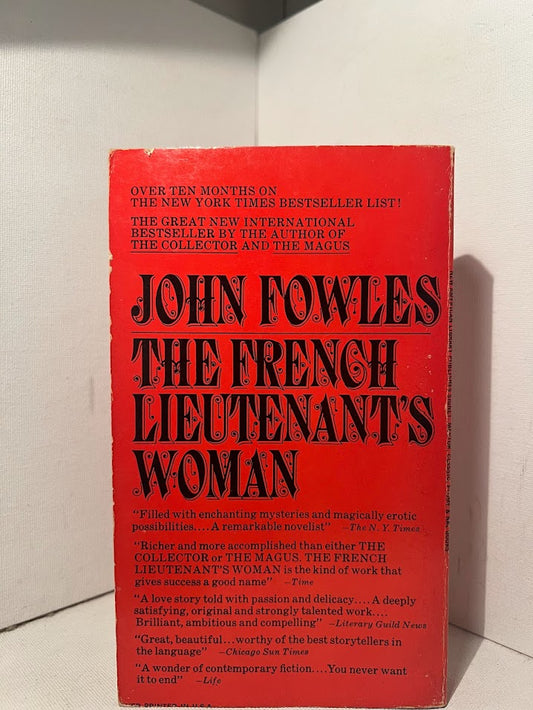 OVER TEN MONTHS ON
THE NEW YORK TIMES BESTSELLER LIST!
THE GREAT NEW INTERNATIONAL
BESTSELLER BY THE AUTHOR OF
THE COLLECTOR AND THE MAGUS
JOHN FOWLES
THE FRENCH
LIEUTENANT'S
WOMAN
"Filled with enchanting mysteries and magically erotic
possibilities.... A remarkable novelist" —The N. Y. Times
"Richer and more accomplished than either THE
COLLECTOR or THE MAGUS. THE FRENCH
LIEUTENANT'S WOMAN is the kind of work that
gives success a good name" —Time
"A love story told with passion and delicacy.... A deeply
satisfying, original and strongly talented work....
Brilliant, ambitious and compelling" —Literary Guild News
"Great, beautiful...worthy of the best storytellers in
the language" —Chicago Sun Times
"A wonder of contemporary fiction....You never want
it to end" —Life
PRINTED IN U.S.A.